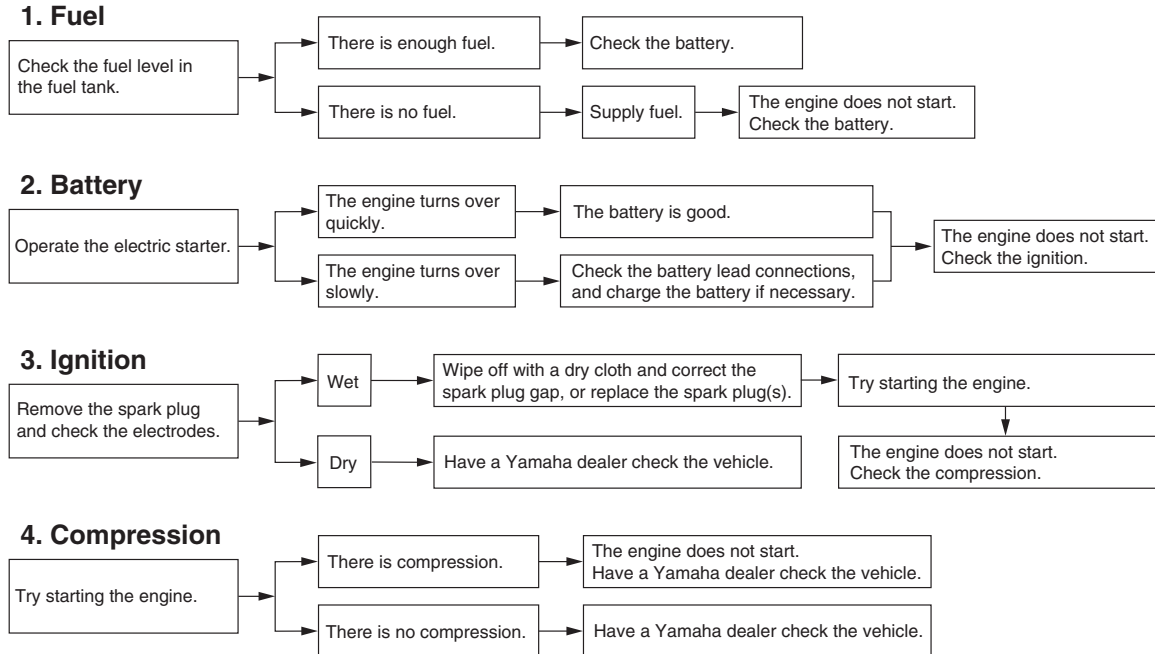 1. Fuel
Check the fuel level in
the fuel tank.
There is enough fuel.
Check the battery.
There is no fuel.
Supply fuel.
The engine does not start.
Check the battery.
2. Battery
Operate the electric starter.
The engine turns over
quickly.
The battery is good.
The engine turns over
slowly.
Check the battery lead connections,
and charge the battery if necessary.
The engine does not start.
Check the ignition.
3. Ignition
Remove the spark plug
and check the electrodes.
Wet
Wipe off with a dry cloth and correct the
spark plug gap, or replace the spark plug(s).
Try starting the engine.
The engine does not start.
Check the compression.
Dry
Have a Yamaha dealer check the vehicle.
4. Compression
Try starting the engine.
There is compression.
The engine does not start.
Have a Yamaha dealer check the vehicle.
There is no compression.
Have a Yamaha dealer check the vehicle.